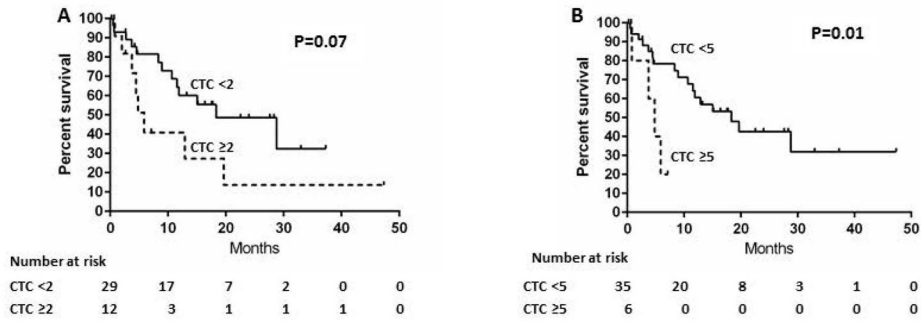 A
P=0.07
Percent survival
100
90
80
70
60
50
40
30
20
10
0
CTC <2
CTC ≥2
0 10 20 30 40 50
Months
Number at risk
CTC <2 29 17 7 2 0 0
CTC ≥2 12 3 1 1 1 0
B
P=0.01
Percent survival
100
90
80
70
60
50
40
30
20
10
0
CTC <5
CTC ≥5
0 10 20 30 40 50
Months
Number at risk
CTC <5 35 20 8 3 1 0
CTC ≥5 6 0 0 0 0 0